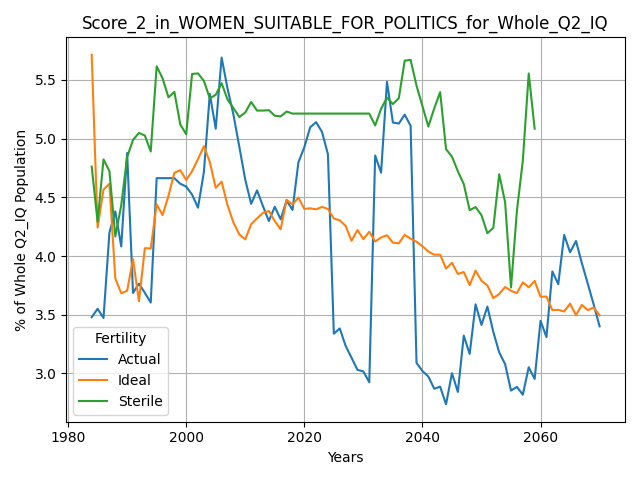 Score_2_in_WOMEN_SUITABLE_FOR_POLITICS_for_Whole_Q2_IQ
% of Whole Q2_IQ Population
5.5
5.0
4.5
4.0
3.5
3.0
Fertility
Actual
Ideal
Sterile
1980
2000
2020
2040
2060
Years